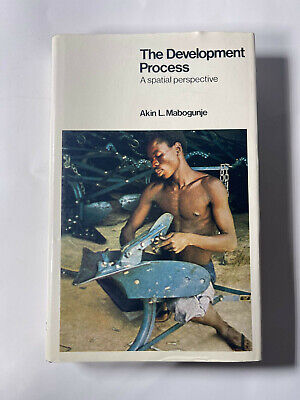 The Development
Process
A spatial perspective
Akin L. Mabogunje